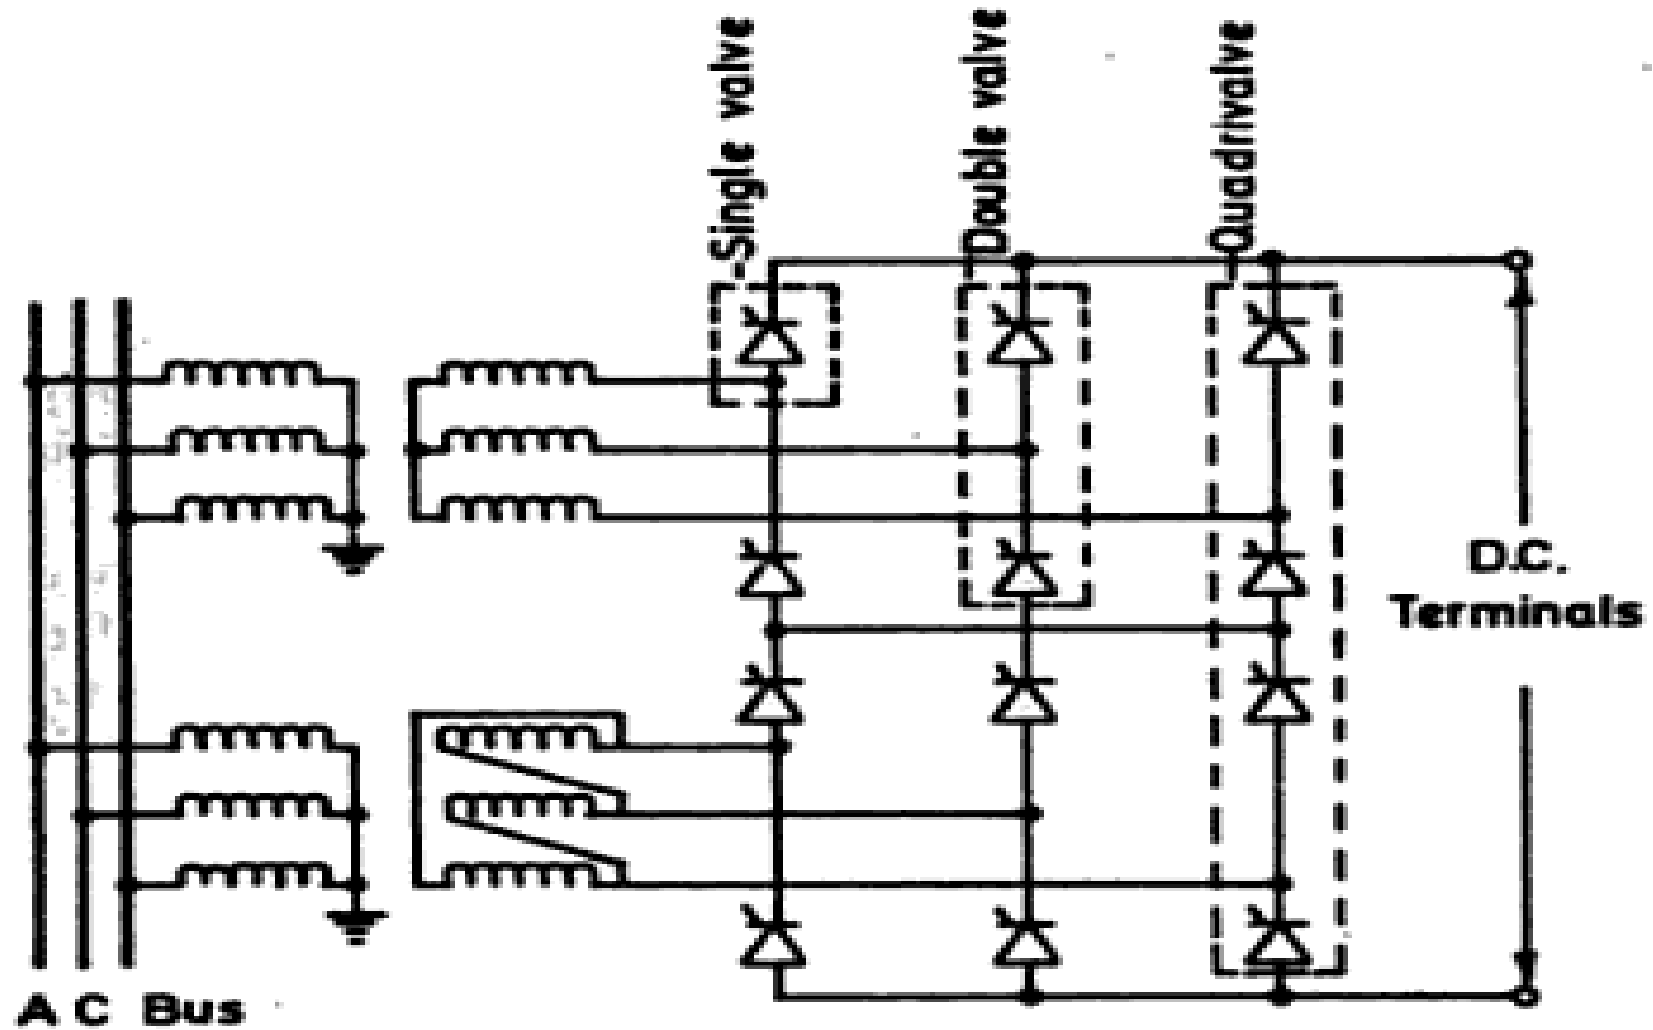 Single valve
Double valve
Quadrivalve
D.C.
Terminals
A C Bus